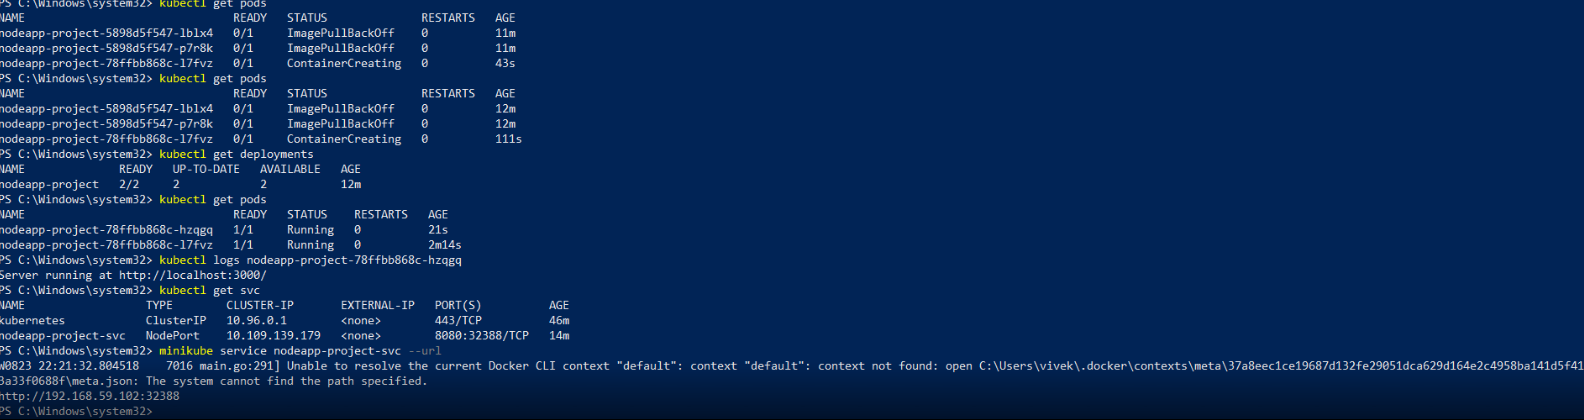 PS C:\Windows\system32> kubectl get pods
NAME READY STATUS RESTARTS AGE
nodeapp-project-5898d5f547-lblx4 0/1 ImagePullBackOff 0 11m
nodeapp-project-5898d5f547-p7r8k 0/1 ImagePullBackOff 0 11m
nodeapp-project-78ffbb868c-l7fvz 0/1 ContainerCreating 0 43s
PS C:\Windows\system32> kubectl get pods
NAME READY STATUS RESTARTS AGE
nodeapp-project-5898d5f547-lblx4 0/1 ImagePullBackOff 0 12m
nodeapp-project-5898d5f547-p7r8k 0/1 ImagePullBackOff 0 12m
nodeapp-project-78ffbb868c-l7fvz 0/1 ContainerCreating 0 111s
PS C:\Windows\system32> kubectl get deployments
NAME READY UP-TO-DATE AVAILABLE AGE
nodeapp-project 2/2 2 2 12m
PS C:\Windows\system32> kubectl get pods
NAME READY STATUS RESTARTS AGE
nodeapp-project-78ffbb868c-hzqgq 1/1 Running 0 21s
nodeapp-project-78ffbb868c-l7fvz 1/1 Running 0 2m14s
PS C:\Windows\system32> kubectl logs nodeapp-project-78ffbb868c-hzqgq
Server running at http://localhost:3000/
PS C:\Windows\system32> kubectl get svc
NAME TYPE CLUSTER-IP EXTERNAL-IP PORT(S) AGE
kubernetes ClusterIP 10.96.0.1 <none> 443/TCP 46m
nodeapp-project-svc NodePort 10.109.139.179 <none> 8080:32388/TCP 14m
PS C:\Windows\system32> minikube service nodeapp-project-svc --url
W0823 22:21:32.804518 7016 main.go:291] Unable to resolve the current Docker CLI context "default": context "default": context not found: open C:\Users\vivek\.docker\contexts\meta\37a8eec1ce19687d132fe29051dca629d164e2c4958ba141d5f41
3a33f0688f\meta.json: The system cannot find the path specified.
http://192.168.59.102:32388
PS C:\Windows\system32>